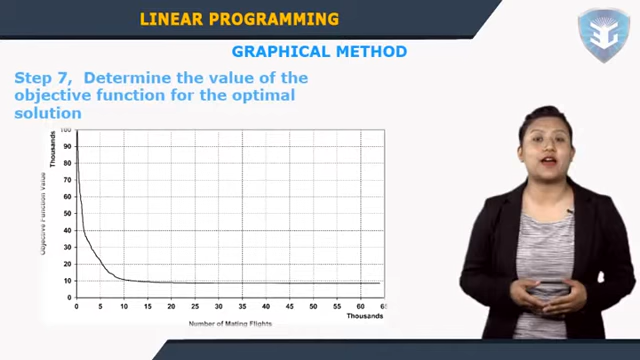 LINEAR PROGRAMMING
GRAPHICAL METHOD
Step 7, Determine the value of the
objective function for the optimal
solution
Thousands
Objective Function Value
100
90
80
70
60
50
40
30
20
10
0
0 5 10 15 20 25 30 35 40 45 50 55 60 65
Thousands
Number of Mating Flights